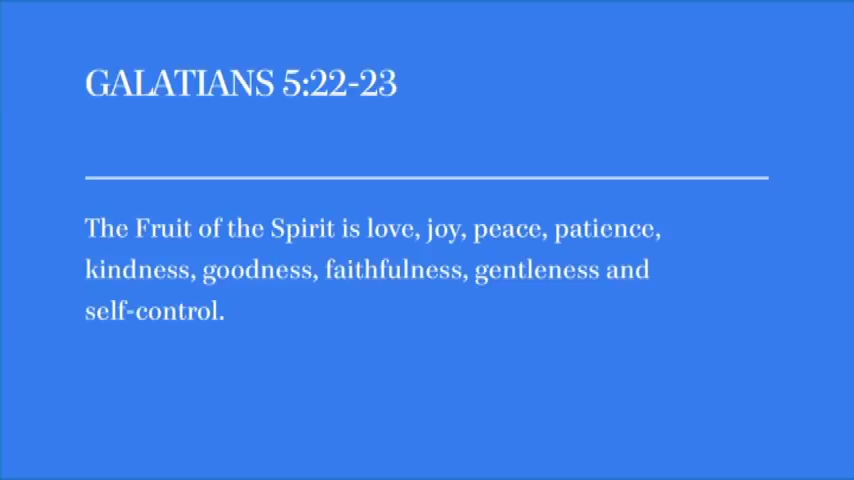 GALATIANS 5:22-23
The Fruit of the Spirit is love, joy, peace, patience,
kindness, goodness, faithfulness, gentleness and
self-control.